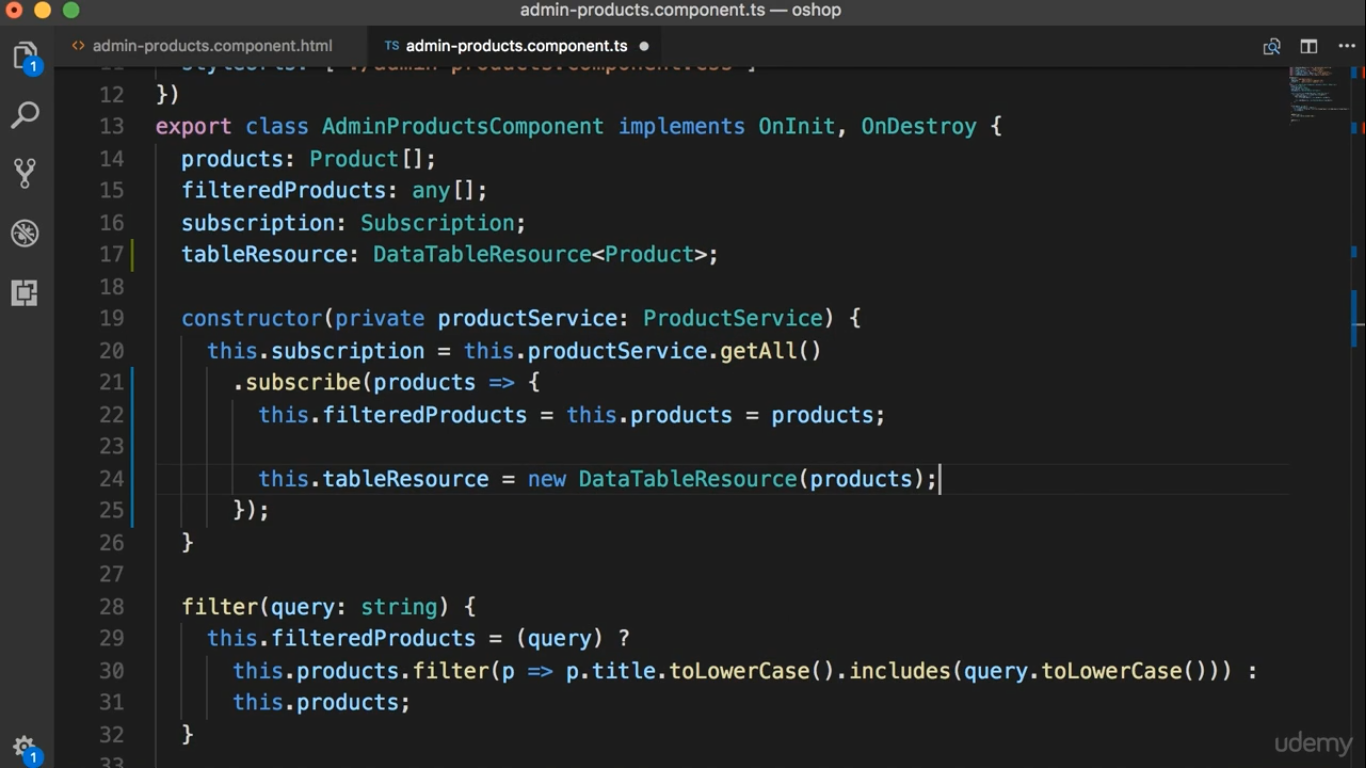 admin-products.component.ts — oshop
admin-products.component.html
TS admin-products.component.ts
1
12 })
13 export class AdminProductsComponent implements OnInit, OnDestroy {
14 products: Product[];
15 filteredProducts: any[];
16 subscription: Subscription;
17 tableResource: DataTableResource<Product>;
18
19 constructor(private productService: ProductService) {
20 this.subscription = this.productService.getAll()
21 .subscribe(products => {
22 this.filteredProducts = this.products = products;
23
24 this.tableResource = new DataTableResource(products);
25 });
26 }
27
28 filter(query: string) {
29 this.filteredProducts = (query) ?
30 this.products.filter(p => p.title.toLowerCase().includes(query.toLowerCase())) :
31 this.products;
32 }
33
1
udemy